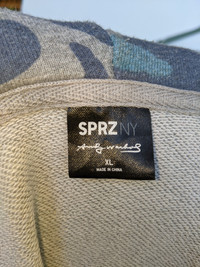 SPRZ NY
Andy Warhol
XL
MADE IN CHINA